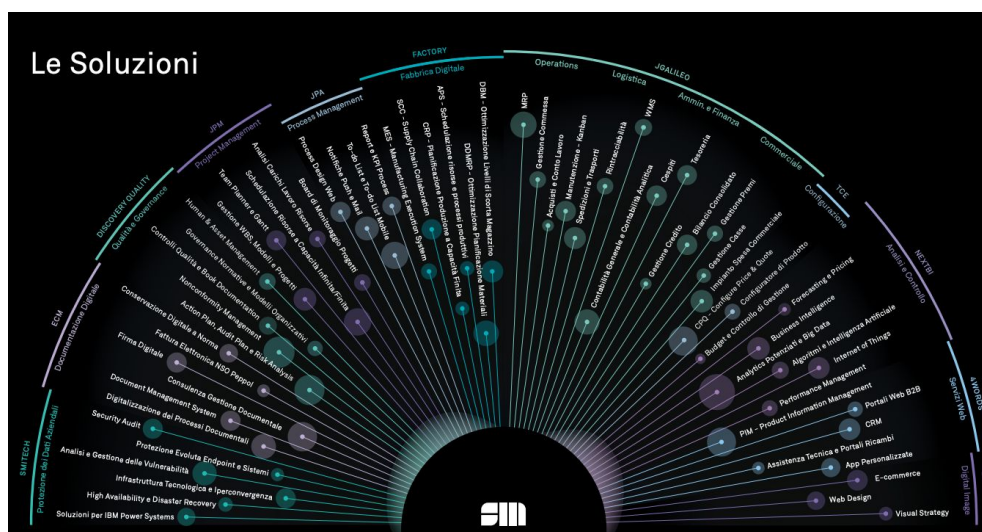 Le Soluzioni
SMITECH
Protezione dei Dati Aziendali
Soluzioni per IBM Power Systems
High Availability e Disaster Recovery
Infrastruttura Tecnologica e Iperconvergenza
Analisi e Gestione delle Vulnerabilità
Protezione Evoluta Endpoint e Sistemi
Security Audit
ECM
Documentazione Digitale
Digitalizzazione dei Processi Documentali
Document Management System
Consulenza Gestione Documentale
Firma Digitale
Fattura Elettronica NSO Peppol
Conservazione Digitale a Norma
DISCOVERY QUALITY
Qualità e Governance
Action Plan, Audit Plan e Risk Analysis
Nonconformity Management
Controlli Qualità e Book Documentation
Governance Normative e Modelli Organizzativi
Human & Asset Management
JPM
Project Management
Gestione WBS, Modelli e Progetti
Team Planner e Gantt
Schedulazione Risorse a Capacità Infinita/Finita
Analisi Carichi Lavoro Risorse
Board di Monitoraggio Progetti
JPA
Process Management
Process Design Web
Notifiche Push e Mail
To-do List e To-do List Mobile
Report e KPI Process
FACTORY
Fabbrica Digitale
MES - Manufacturing Execution System
SCC - Supply Chain Collaboration
CRP - Pianificazione Produzione a Capacità Finita
APS - Schedulazione risorse e processi produttivi
DDMRP - Ottimizzazione Pianificazione Materiali
DBM - Ottimizzazione Livelli di Scorta Magazzino
JGALILEO
Operations
MRP
Gestione Commessa
Acquisti e Conto Lavoro
Manutenzione - Kanban
Logistica
Spedizioni e Trasporti
Rintracciabilità
WMS
Ammin. e Finanza
Contabilità Generale e Contabilità Analitica
Cespiti
Tesoreria
Gestione Credito
Bilancio Consolidato
Commerciale
Gestione Premi
Gestione Casse
Impianto Spese Commerciale
TCE
Configurazione
CPQ - Configure Price & Quote
Configuratore di Prodotto
NEXTBI
Analisi e Controllo
Budget e Controllo di Gestione
Forecasting e Pricing
Business Intelligence
Analytics Potenziati e Big Data
Algoritmi e Intelligenza Artificiale
Internet of Things
Performance Management
4WORDS
Servizi Web
PIM - Product Information Management
Portali Web B2B
CRM
Assistenza Tecnica e Portali Ricambi
App Personalizzate
Digital Image
E-commerce
Web Design
Visual Strategy
sm